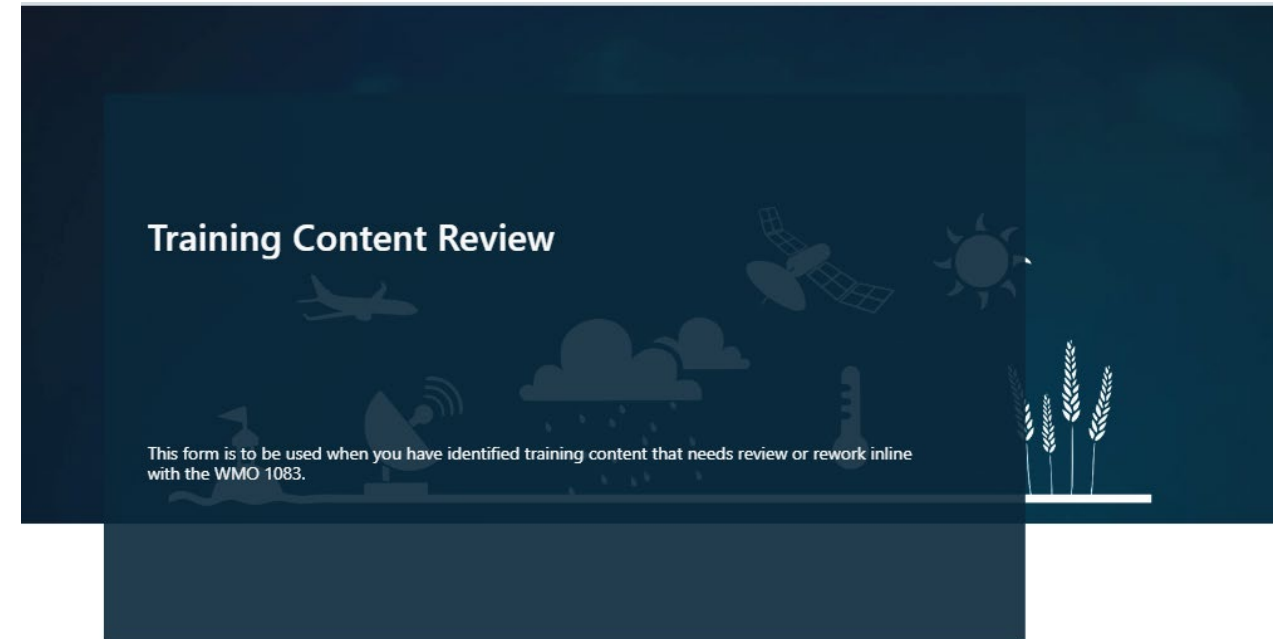 Training Content Review
This form is to be used when you have identified training content that needs review or rework inline
with the WMO 1083.